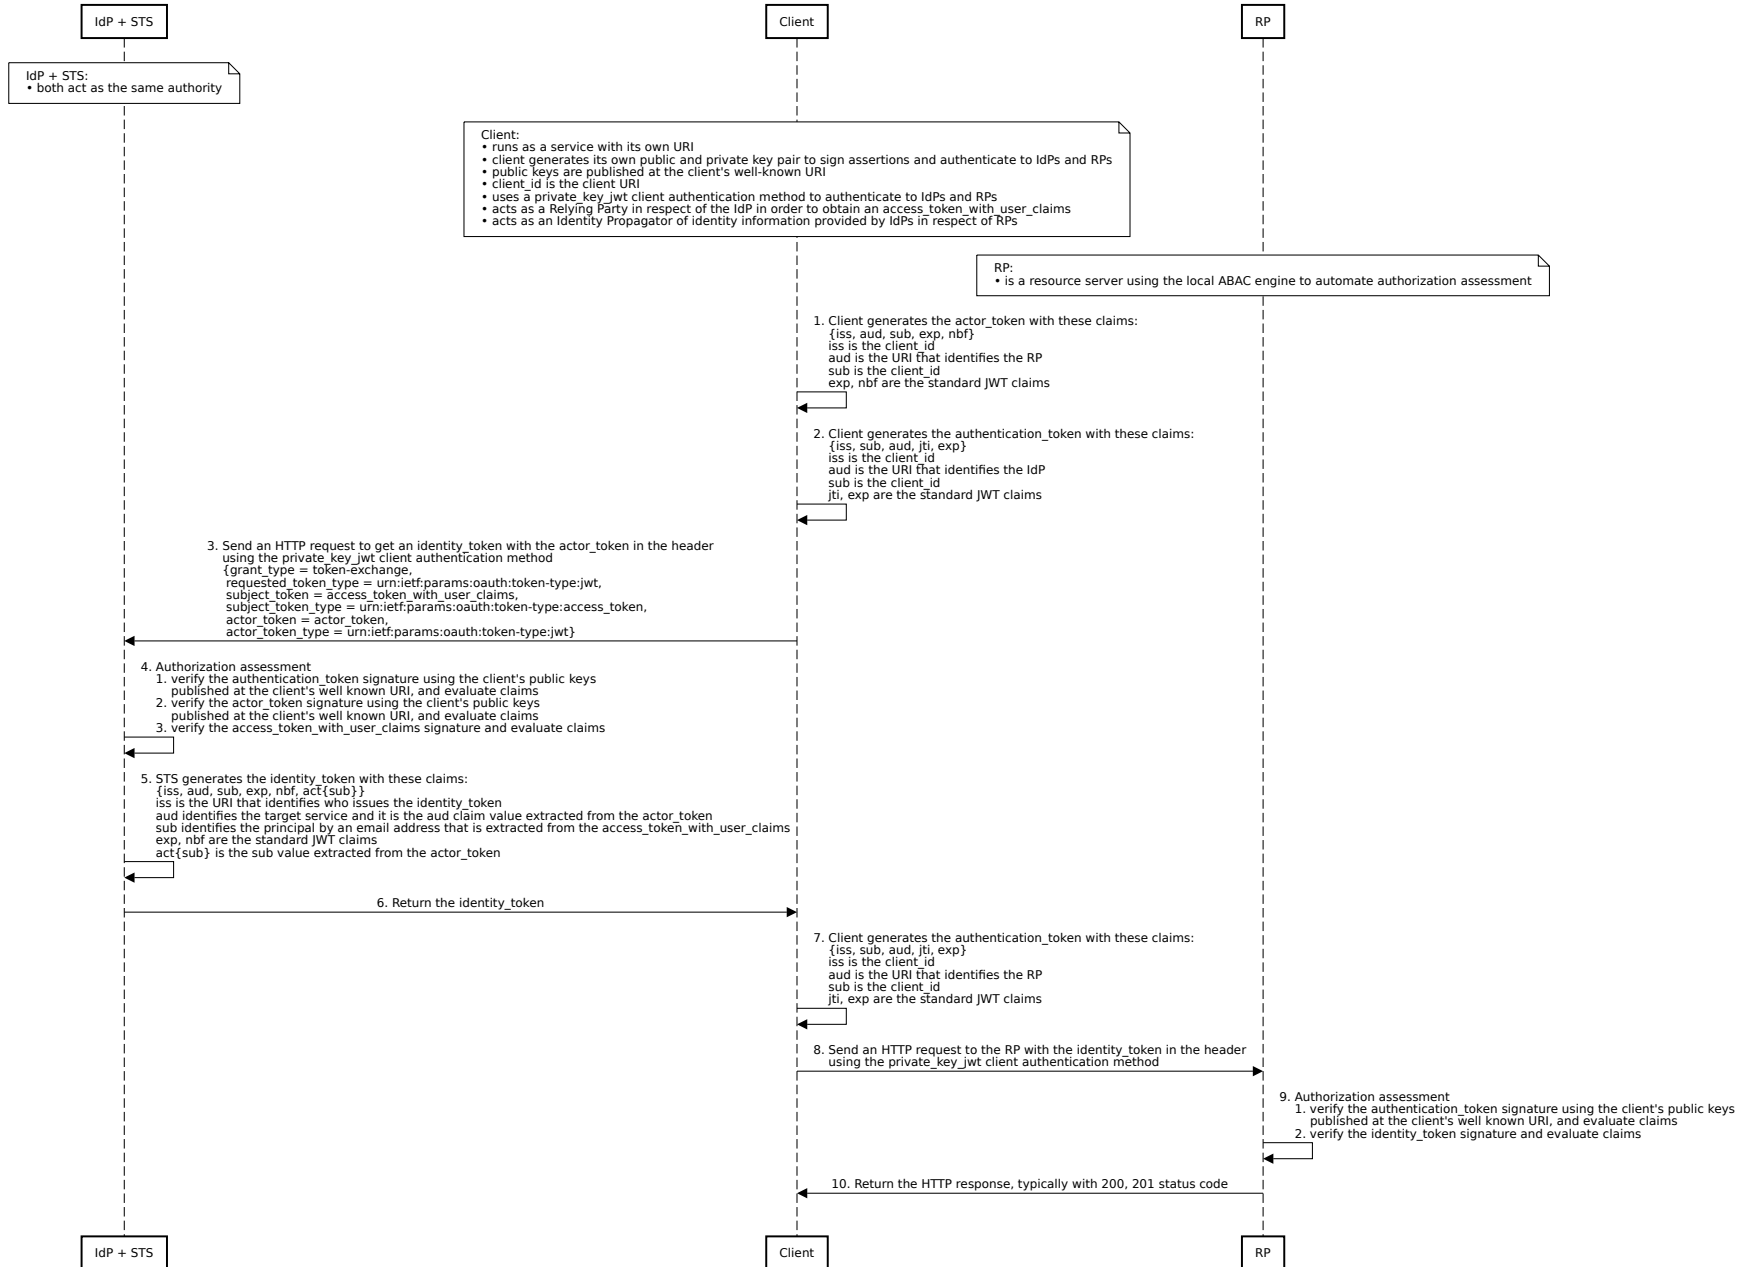 IdP + STS
Client
RP
IdP + STS:
• both act as the same authority
Client:
• runs as a service with its own URI
• client generates its own public and private key pair to sign assertions and authenticate to IdPs and RPs
• public keys are published at the client's well-known URI
• client_id is the client URI
• uses a private_key_jwt client authentication method to authenticate to IdPs and RPs
• acts as a Relying Party in respect of the IdP in order to obtain an access_token_with_user_claims
• acts as an Identity Propagator of identity information provided by IdPs in respect of RPs
RP:
• is a resource server using the local ABAC engine to automate authorization assessment
1. Client generates the actor_token with these claims:
{iss, aud, sub, exp, nbf}
iss is the client_id
aud is the URI that identifies the RP
sub is the client_id
exp, nbf are the standard JWT claims
2. Client generates the authentication_token with these claims:
{iss, sub, aud, jti, exp}
iss is the client_id
aud is the URI that identifies the IdP
sub is the client_id
jti, exp are the standard JWT claims
3. Send an HTTP request to get an identity_token with the actor_token in the header
using the private_key_jwt client authentication method
{grant_type = token-exchange,
requested_token_type = urn:ietf:params:oauth:token-type:jwt,
subject_token = access_token_with_user_claims,
subject_token_type = urn:ietf:params:oauth:token-type:access_token,
actor_token = actor_token,
actor_token_type = urn:ietf:params:oauth:token-type:jwt}
4. Authorization assessment
1. verify the authentication_token signature using the client's public keys
published at the client's well known URI, and evaluate claims
2. verify the actor_token signature using the client's public keys
published at the client's well known URI, and evaluate claims
3. verify the access_token_with_user_claims signature and evaluate claims
5. STS generates the identity_token with these claims:
{iss, aud, sub, exp, nbf, act{sub}}
iss is the URI that identifies who issues the identity_token
aud identifies the target service and it is the aud claim value extracted from the actor_token
sub identifies the principal by an email address that is extracted from the access_token_with_user_claims
exp, nbf are the standard JWT claims
act{sub} is the sub value extracted from the actor_token
6. Return the identity_token
7. Client generates the authentication_token with these claims:
{iss, sub, aud, jti, exp}
iss is the client_id
aud is the URI that identifies the RP
sub is the client_id
jti, exp are the standard JWT claims
8. Send an HTTP request to the RP with the identity_token in the header
using the private_key_jwt client authentication method
9. Authorization assessment
1. verify the authentication_token signature using the client's public keys
published at the client's well known URI, and evaluate claims
2. verify the identity_token signature and evaluate claims
10. Return the HTTP response, typically with 200, 201 status code
IdP + STS
Client
RP